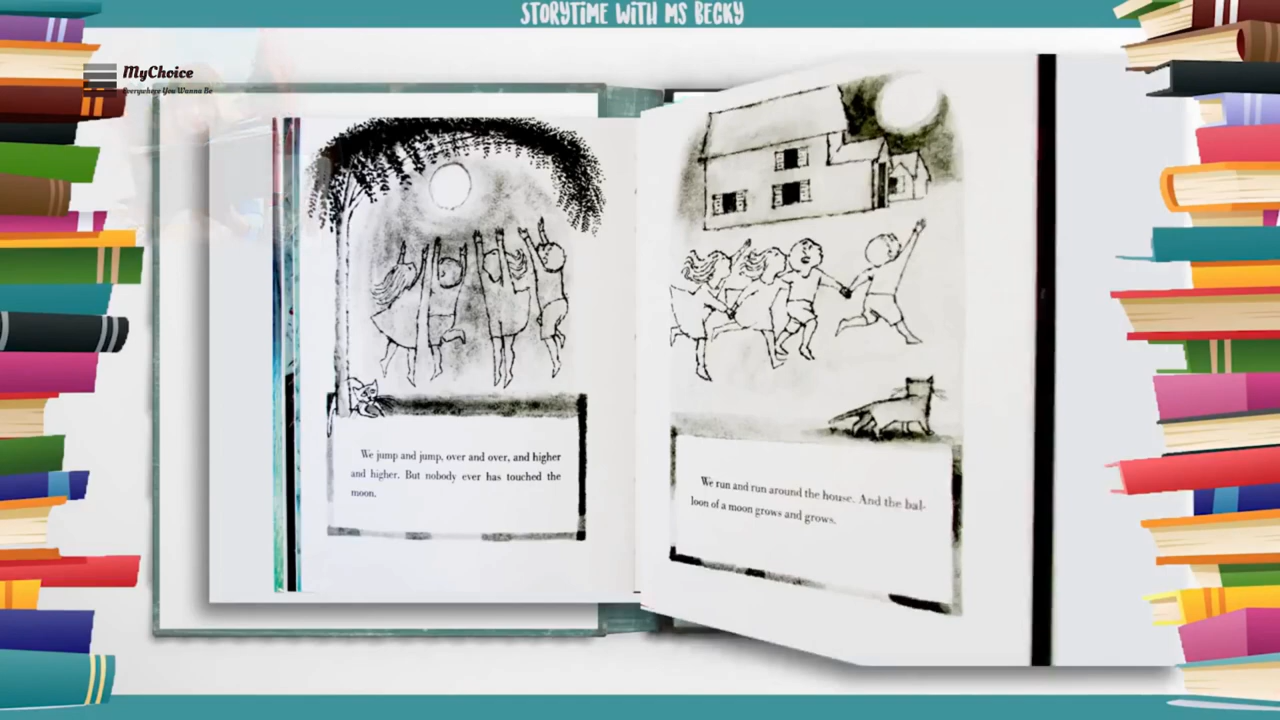 STORYTIME WITH MS BECKY
MyChoice
Everywhere You Wanna Be
We jump and jump, over and over, and higher
and higher. But nobody ever has touched the
moon.
We run and run around the house. And the bal-
loon of a moon grows and grows.